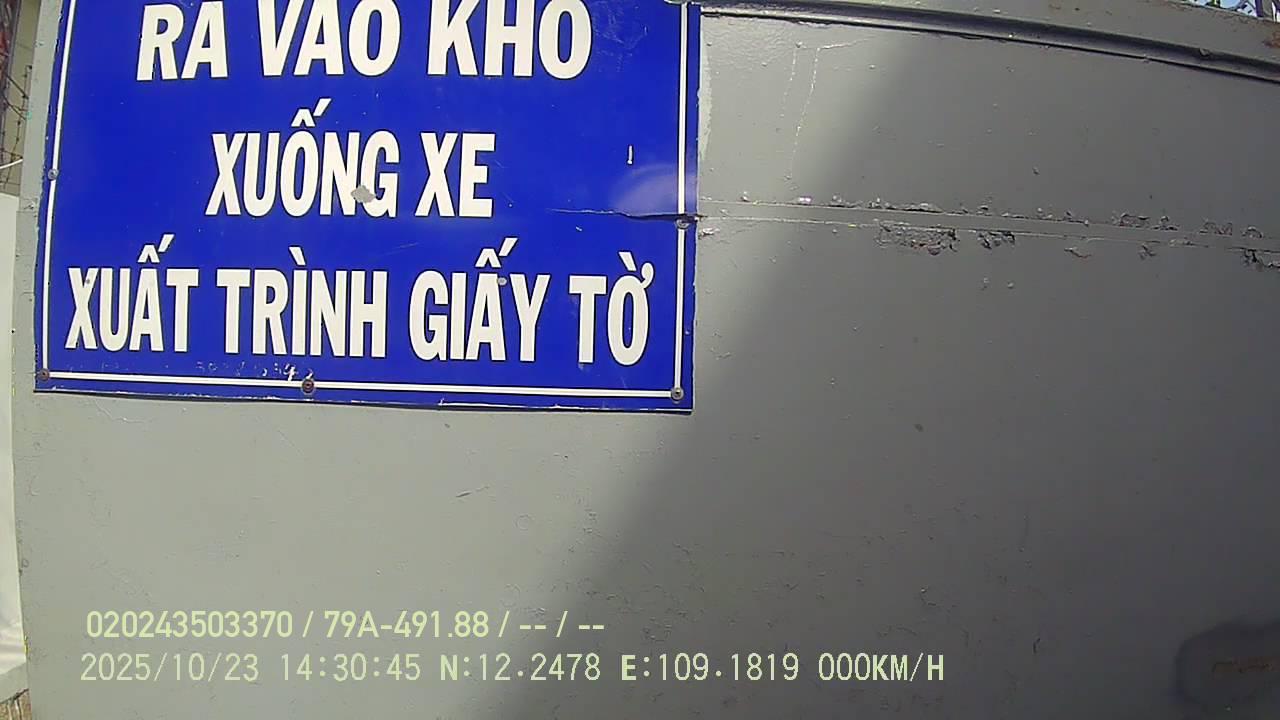 RA VÀO KHO
XUỐNG XE
XUẤT TRÌNH GIẤY TỜ
020243503370 / 79A-491.88 / -- / --
2025/10/23 14:30:45 N:12.2478 E:109.1819 000KM/H